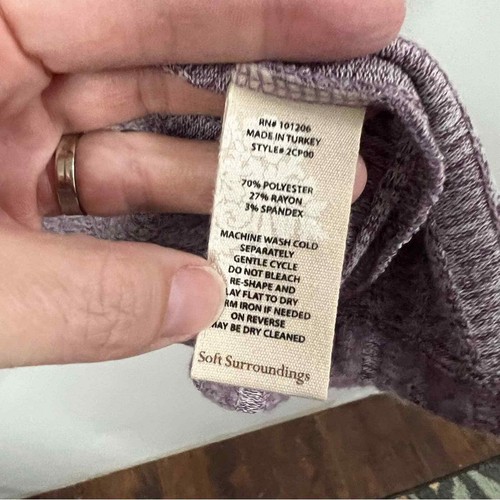 RN# 101206
MADE IN TURKEY
STYLE# 2CP00
70% POLYESTER
27% RAYON
3% SPANDEX
MACHINE WASH COLD
SEPARATELY
GENTLE CYCLE
DO NOT BLEACH
RE-SHAPE AND
LAY FLAT TO DRY
IRON IF NEEDED
ON REVERSE
MAY BE DRY CLEANED
Soft Surroundings